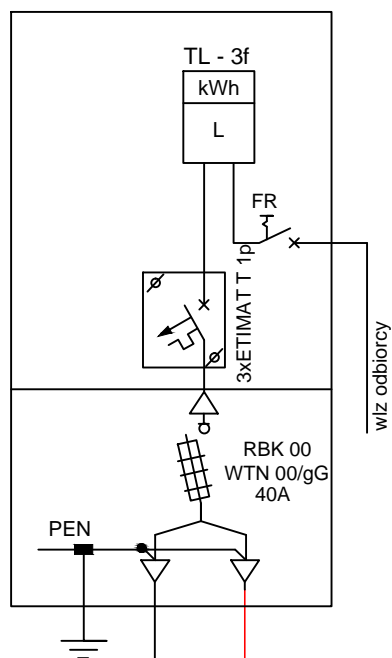 TL - 3f
kWh
L
FR
3xETIMAT T 1p
wlz odbiorcy
RBK 00
WTN 00/gG
40A
PEN